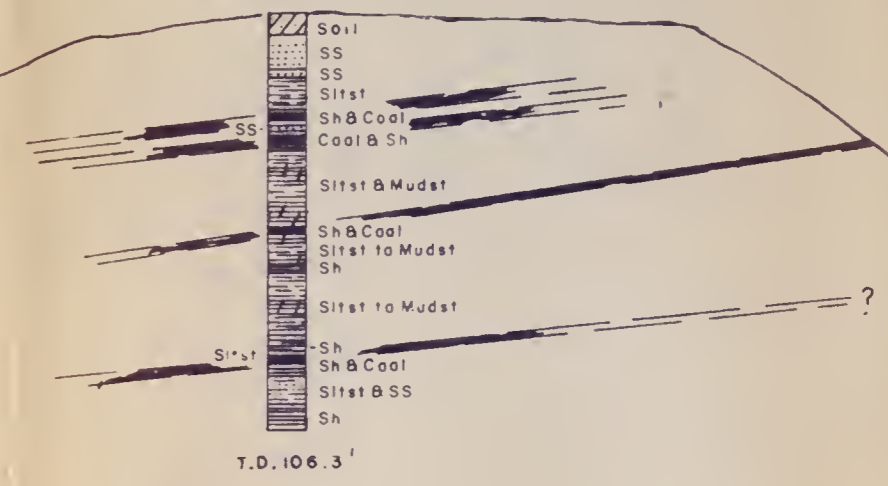 Soil
SS
SS
Sltst
Sh & Coal
SS
Coal & Sh
Sltst & Mudst
Sh & Coal
Sltst to Mudst
Sh
Sltst to Mudst
?
Sh
Sltst
Sh & Coal
Sltst & SS
Sh
T.D. 106.3'